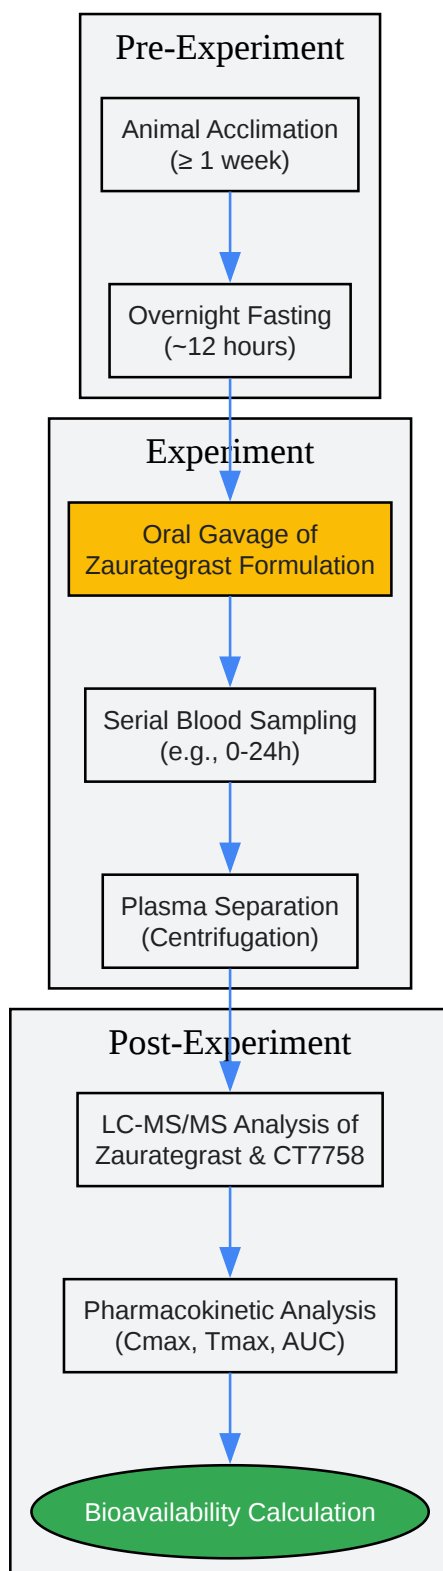 Pre-Experiment
Animal Acclimation
(≥ 1 week)
Overnight Fasting
(~12 hours)
Experiment
Oral Gavage of
Zaurategrast Formulation
Serial Blood Sampling
(e.g., 0-24h)
Plasma Separation
(Centrifugation)
Post-Experiment
LC-MS/MS Analysis of
Zaurategrast & CT7758
Pharmacokinetic Analysis
(Cmax, Tmax, AUC)
Bioavailability Calculation